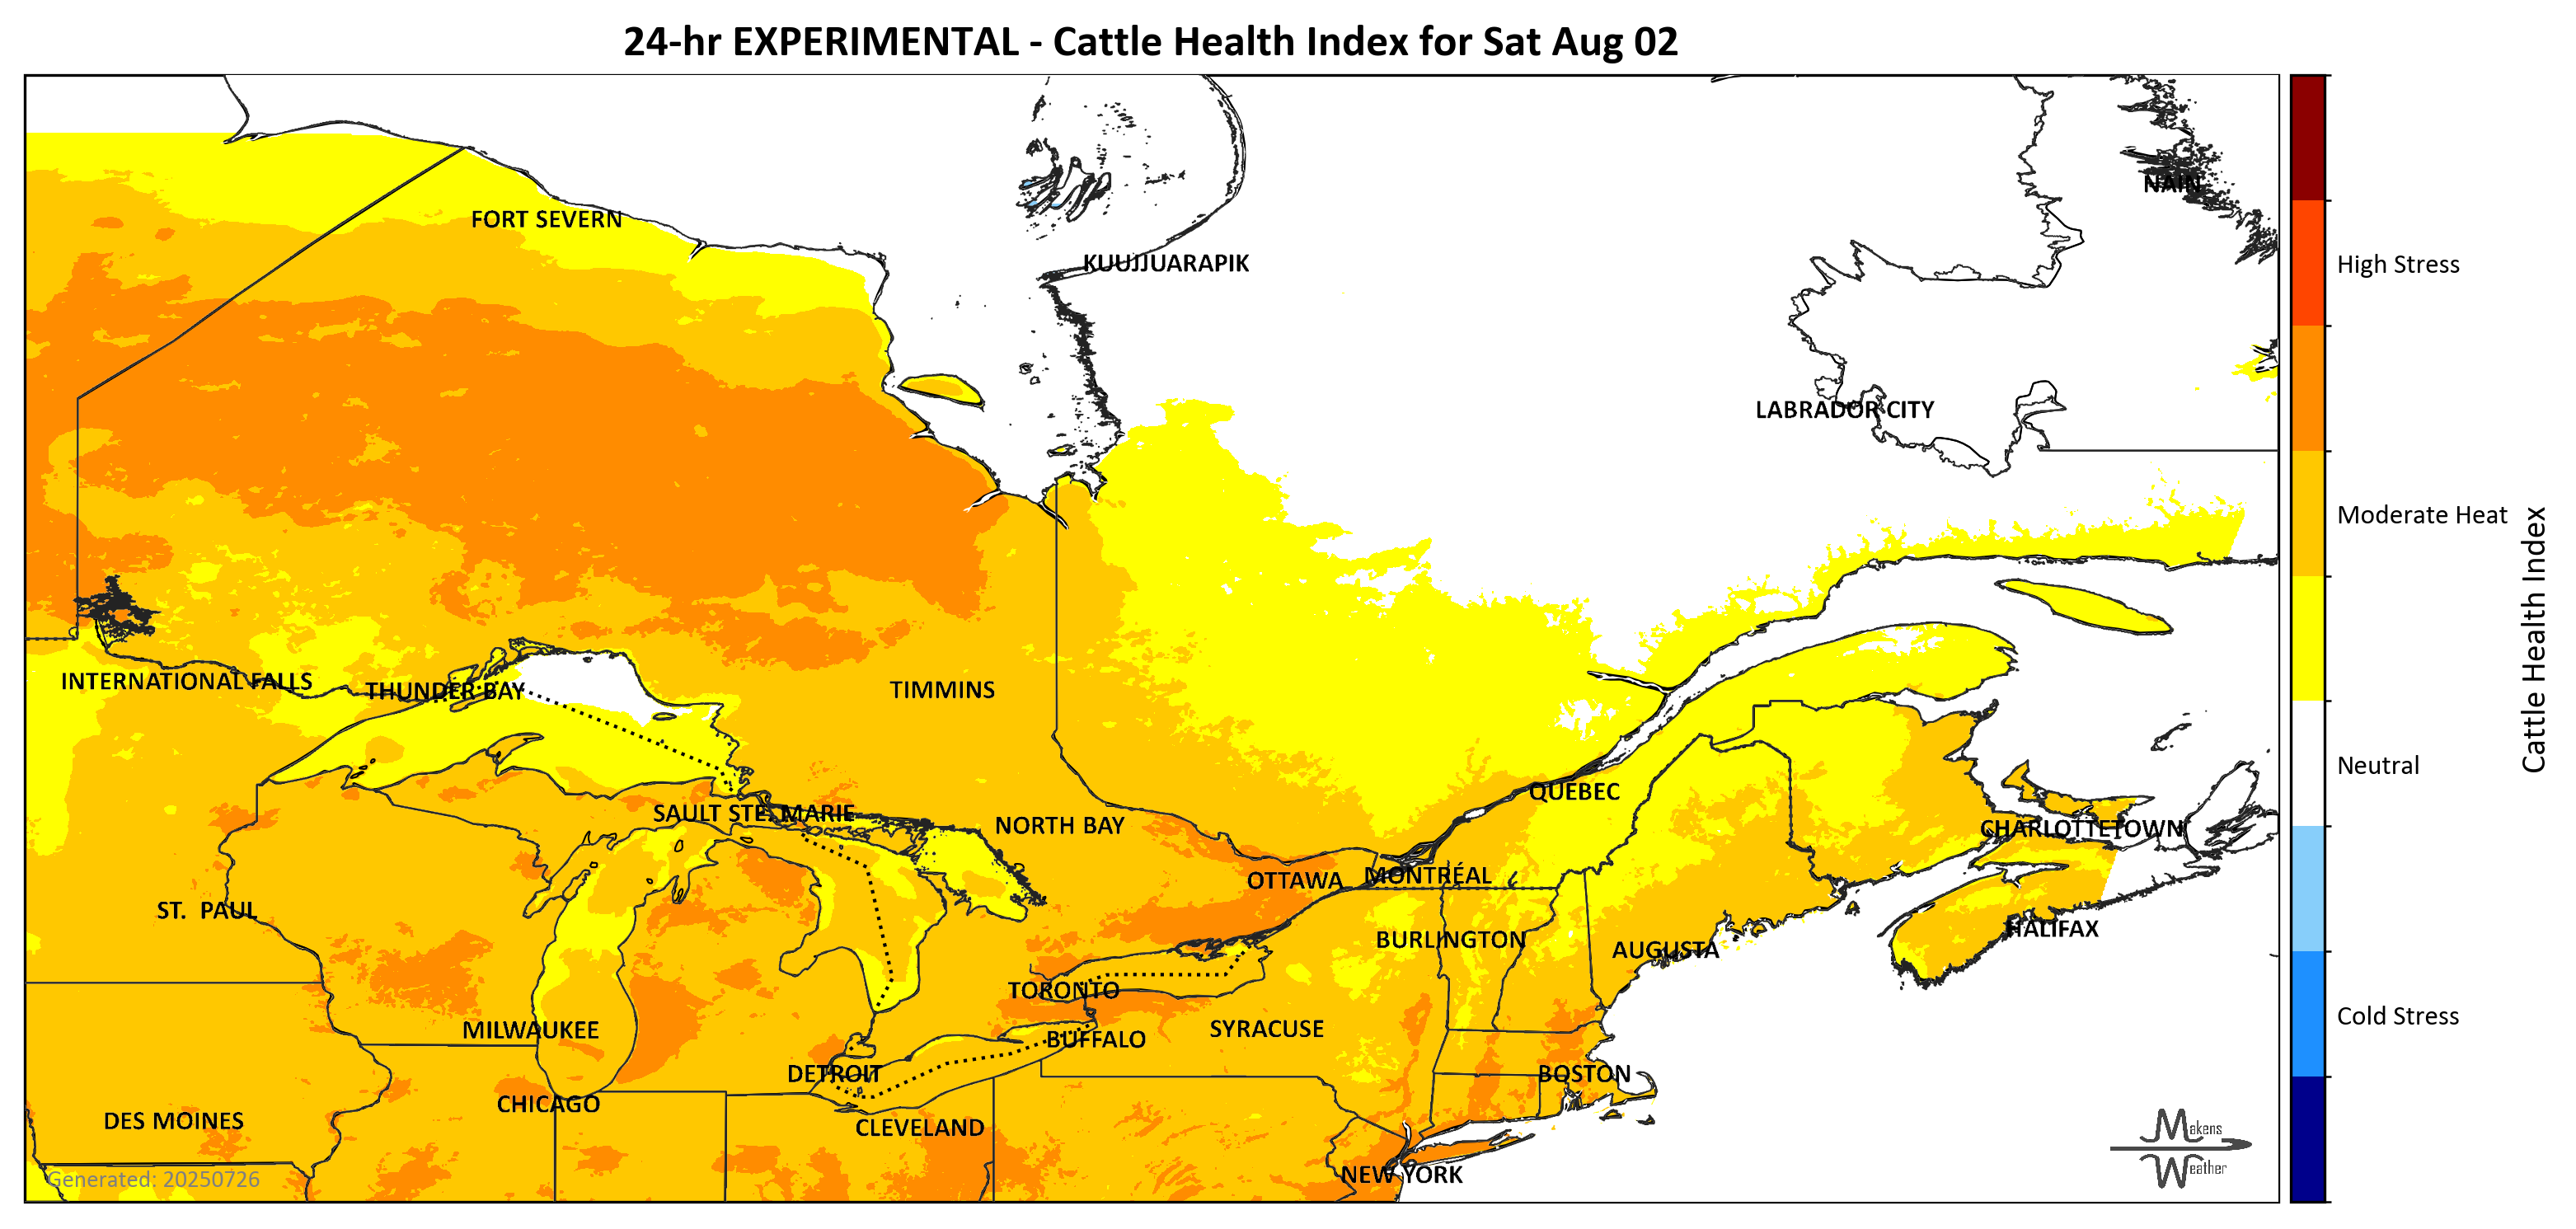 24-hr EXPERIMENTAL - Cattle Health Index for Sat Aug 02
NAIN
FORT SEVERN
KUUJJUARAPIK
High Stress
LABRADOR CITY
Moderate Heat
Cattle Health Index
INTERNATIONAL FALLS
THUNDER BAY
TIMMINS
Neutral
QUEBEC
SAULT STE. MARIE
NORTH BAY
CHARLOTTETOWN
OTTAWA
MONTRÉAL
ST. PAUL
BURLINGTON
AUGUSTA
HALIFAX
TORONTO
Cold Stress
MILWAUKEE
BUFFALO
SYRACUSE
DETROIT
BOSTON
CHICAGO
DES MOINES
CLEVELAND
Makens
Weather
NEW YORK
Generated: 20250726